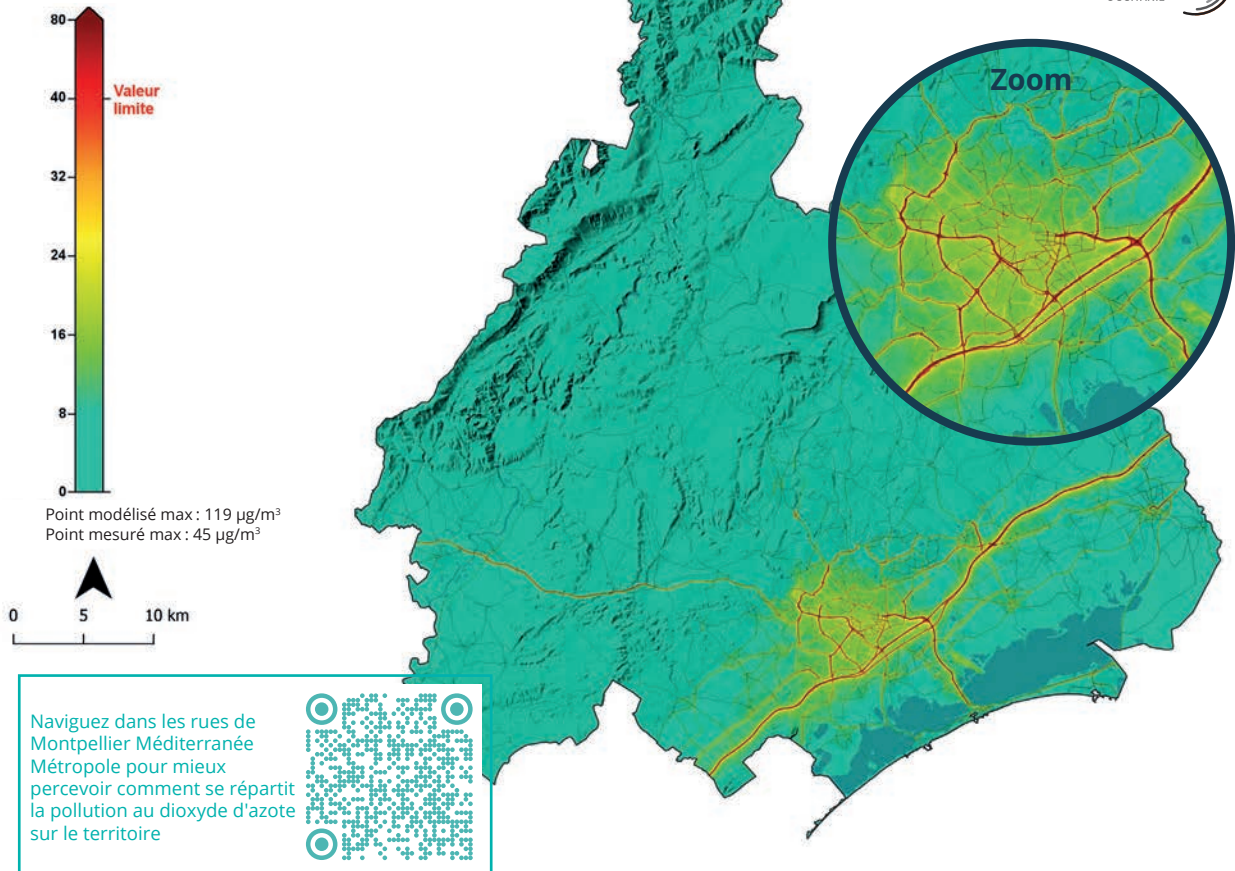 80
Valeur
40
limite
32
24
16
8
0
Point modélisé max : 119 µg/m³
Point mesuré max : 45 µg/m³
0 5 10 km
Zoom
Naviguez dans les rues de
Montpellier Méditerranée
Métropole pour mieux
percevoir comment se répartit
la pollution au dioxyde d'azote
sur le territoire